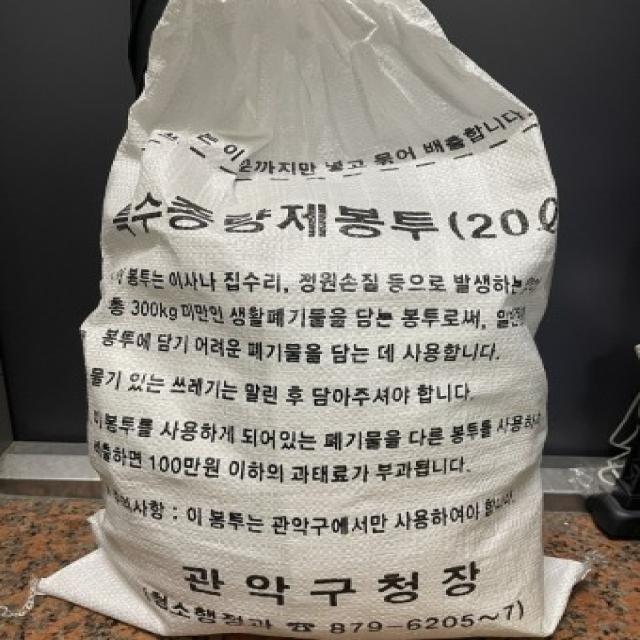 이 까지만 넣고 묶어 배출합니다.
특수종량제봉투(20ℓ
이 봉투는 이사나 집수리, 정원손질 등으로 발생하는
총 300kg 미만인 생활폐기물을 담는 봉투로써, 일반
봉투에 담기 어려운 폐기물을 담는 데 사용합니다.
물기 있는 쓰레기는 말린 후 담아주셔야 합니다.
이 봉투를 사용하게 되어있는 폐기물을 다른 봉투를 사용하여
배출하면 100만원 이하의 과태료가 부과됩니다.
사항 : 이 봉투는 관악구에서만 사용하여야 합니다.
관악구청장
(청소행정과 ☎ 879-6205~7)